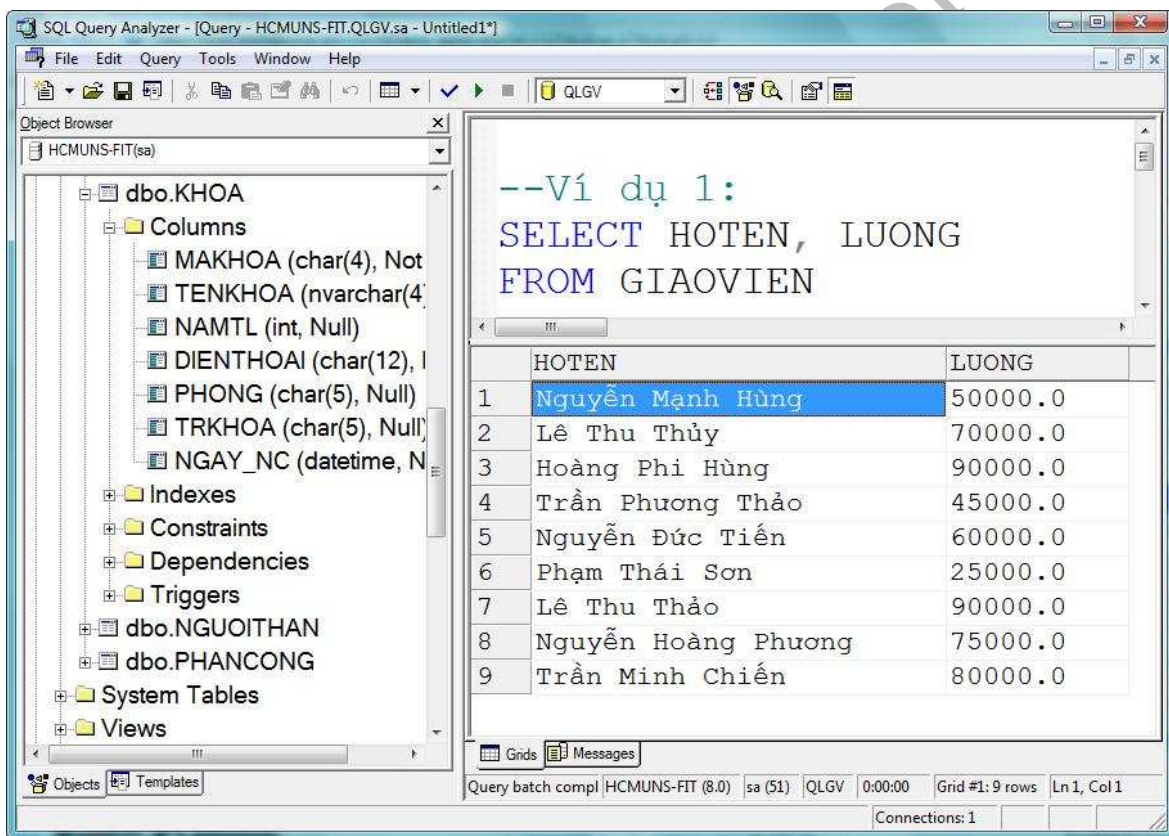 SQL Query Analyzer - [Query - HCMUNS-FIT.QLGV.sa - Untitled1*]
File Edit Query Tools Window Help
QLGV
Object Browser
HCMUNS-FIT(sa)
dbo.KHOA
Columns
MAKHOA (char(4), Not
TENKHOA (nvarchar(4
NAMTL (int, Null)
DIENTHOAI (char(12),
PHONG (char(5), Null)
TRKHOA (char(5), Null)
NGAY_NC (datetime, N
Indexes
Constraints
Dependencies
Triggers
dbo.NGUOITHAN
dbo.PHANCONG
System Tables
Views
Objects Templates
--Ví dụ 1:
SELECT HOTEN, LUONG
FROM GIAOVIEN
HOTEN LUONG
1 Nguyễn Mạnh Hùng 50000.0
2 Lê Thu Thủy 70000.0
3 Hoàng Phi Hùng 90000.0
4 Trần Phương Thảo 45000.0
5 Nguyễn Đức Tiến 60000.0
6 Phạm Thái Sơn 25000.0
7 Lê Thu Thảo 90000.0
8 Nguyễn Hoàng Phương 75000.0
9 Trần Minh Chiến 80000.0
Grids Messages
Query batch compl HCMUNS-FIT (8.0) sa (51) QLGV 0:00:00 Grid #1: 9 rows Ln 1, Col 1
Connections: 1